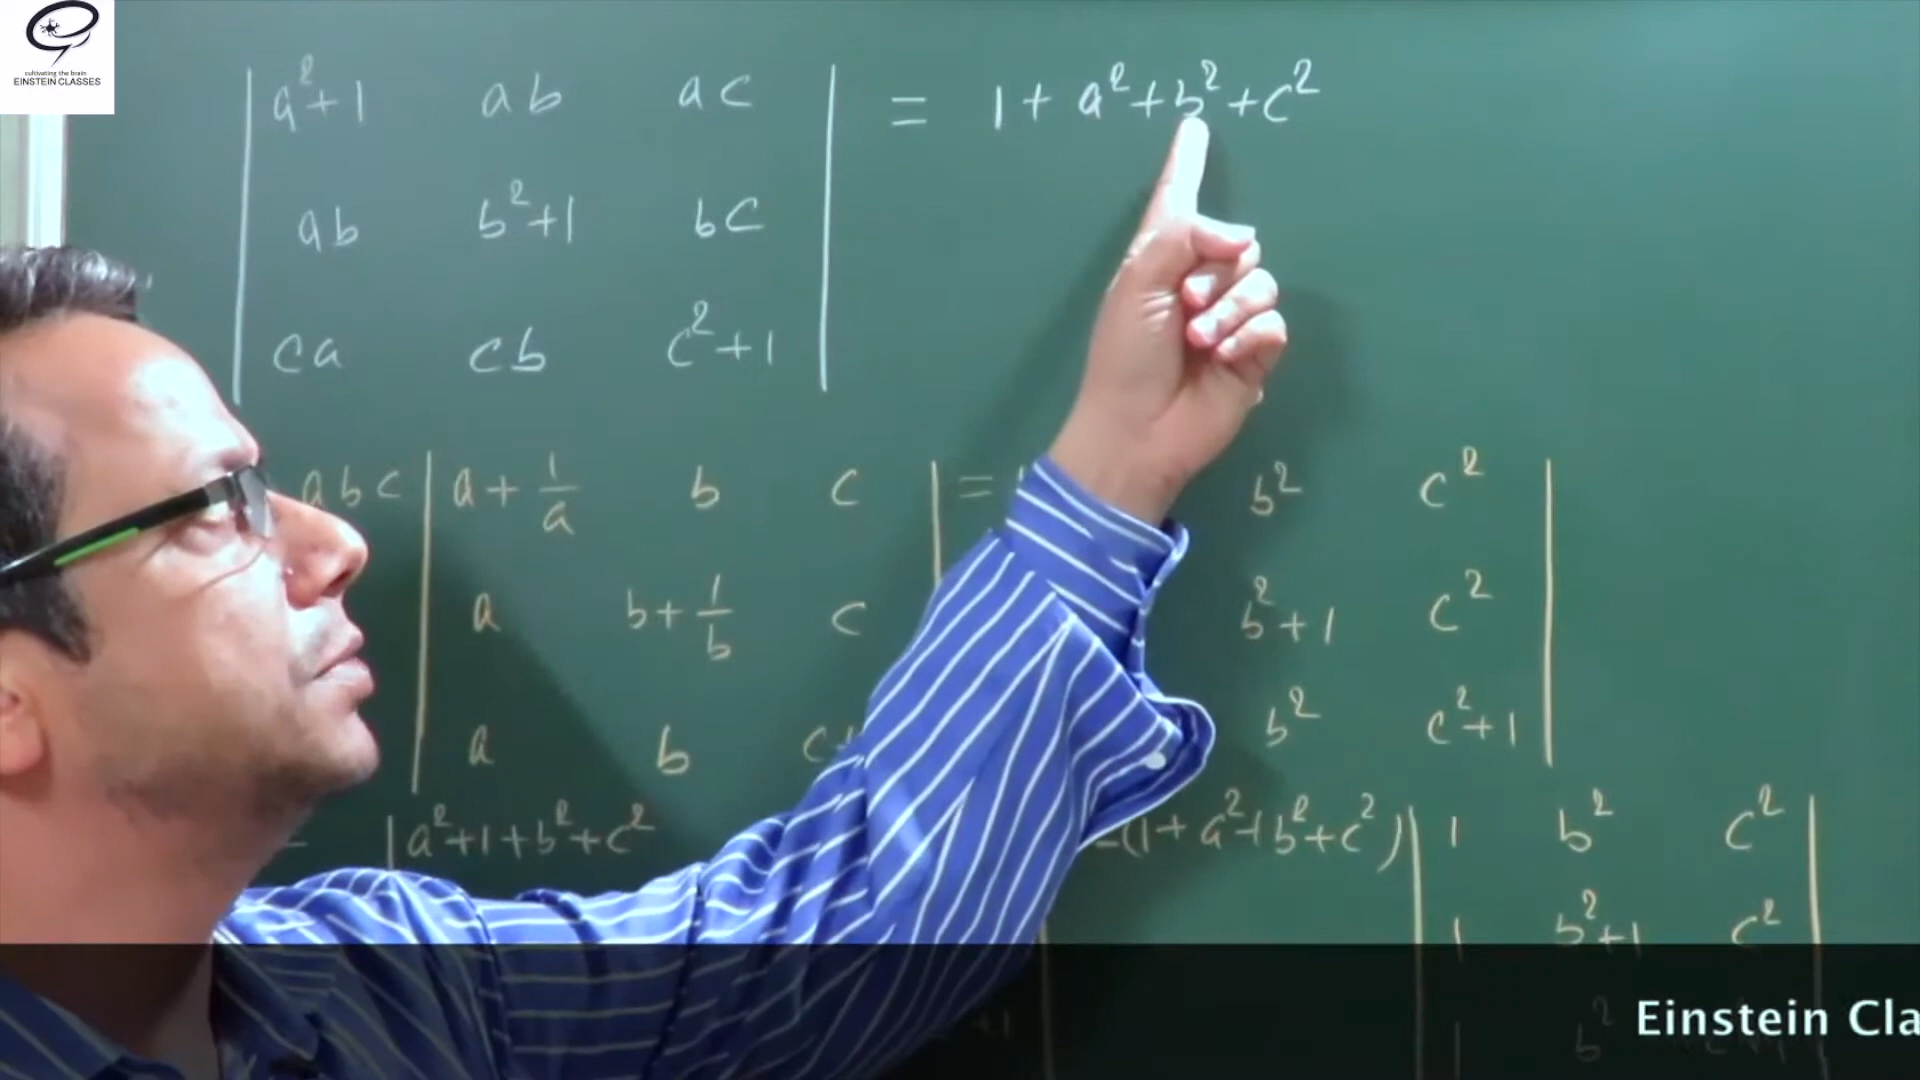 cultivating the brain
EINSTEIN CLASSES
a²+1 ab ac = 1 + a² + b² + c²
ab b²+1 bc
ca cb c²+1
abc a + 1/a b c = b² c²
a b + 1/b c b²+1 c²
a b c+ b² c²+1
a²+1+b²+c² =(1+a²+b²+c²) 1 b² c²
1 b²+1 c²
1 b²
Einstein Cla